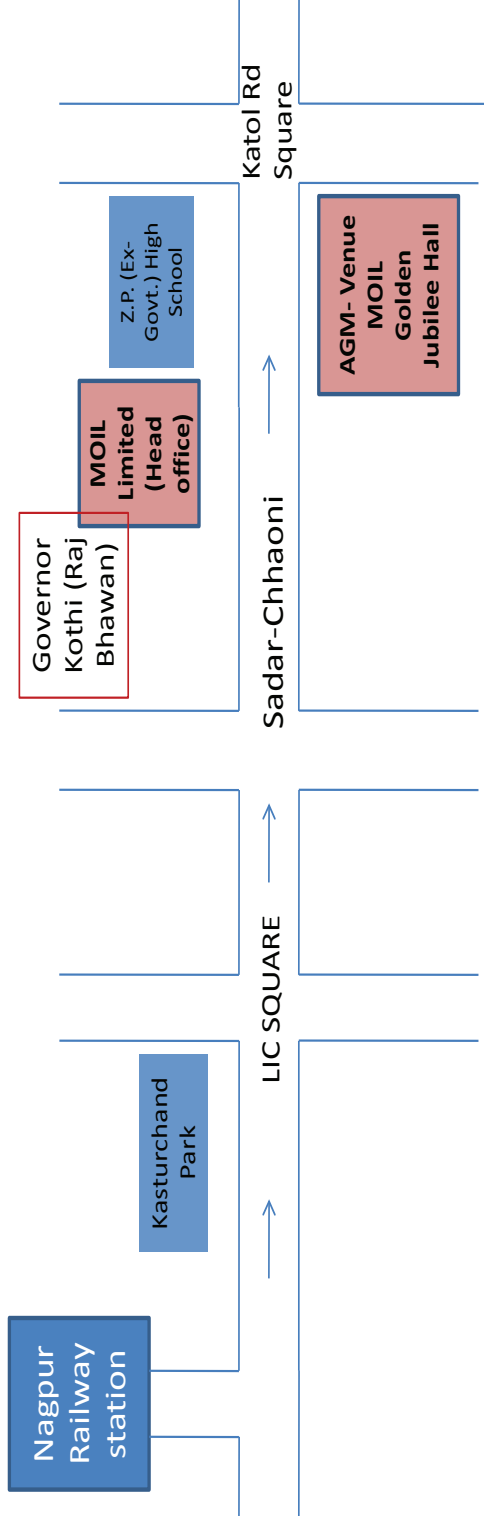 Nagpur
Railway
station
Kasturchand
Park
LIC SQUARE
Governor
Kothi (Raj
Bhawan)
Sadar-Chhaoni
MOIL
Limited
(Head
office)
Z.P. (Ex-
Govt.) High
School
AGM- Venue
MOIL
Golden
Jubilee Hall
Katol Rd
Square